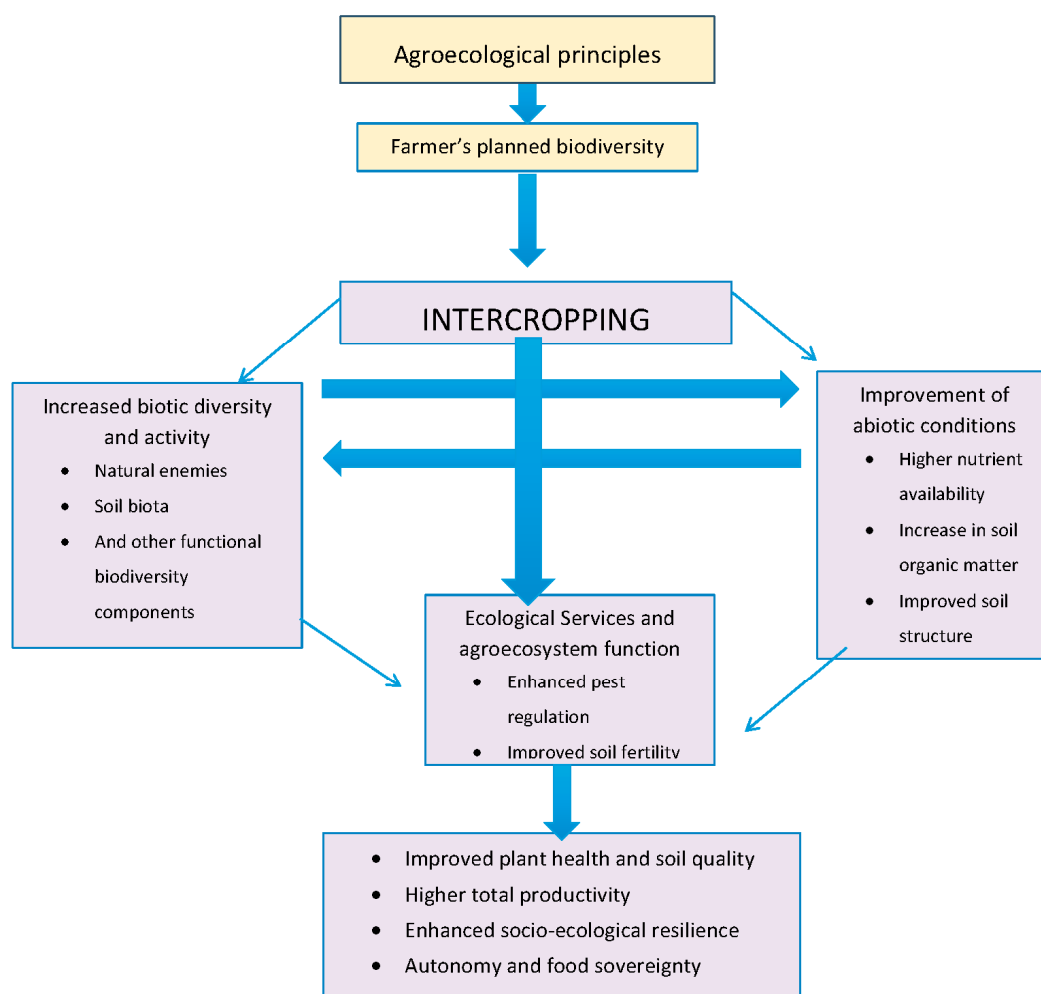 Agroecological principles
Farmer’s planned biodiversity
INTERCROPPING
Increased biotic diversity
and activity
• Natural enemies
• Soil biota
• And other functional
biodiversity
components
Improvement of
abiotic conditions
• Higher nutrient
availability
• Increase in soil
organic matter
• Improved soil
structure
Ecological Services and
agroecosystem function
• Enhanced pest
regulation
• Improved soil fertility
• Improved plant health and soil quality
• Higher total productivity
• Enhanced socio-ecological resilience
• Autonomy and food sovereignty